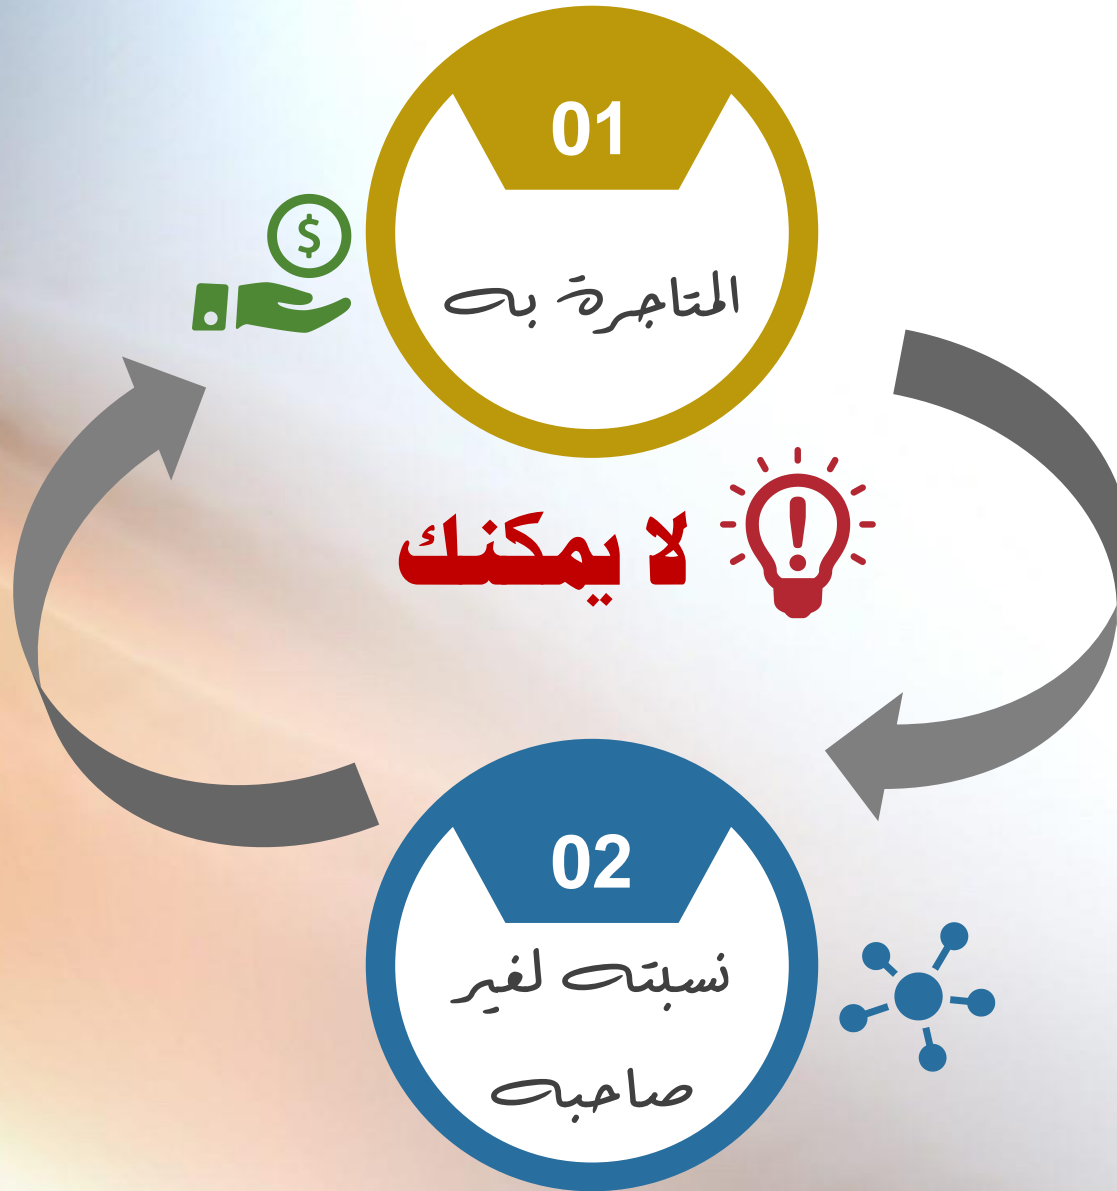 01
المتاجرة به
لا يمكنك
02
نسبته لغير
صاحبه